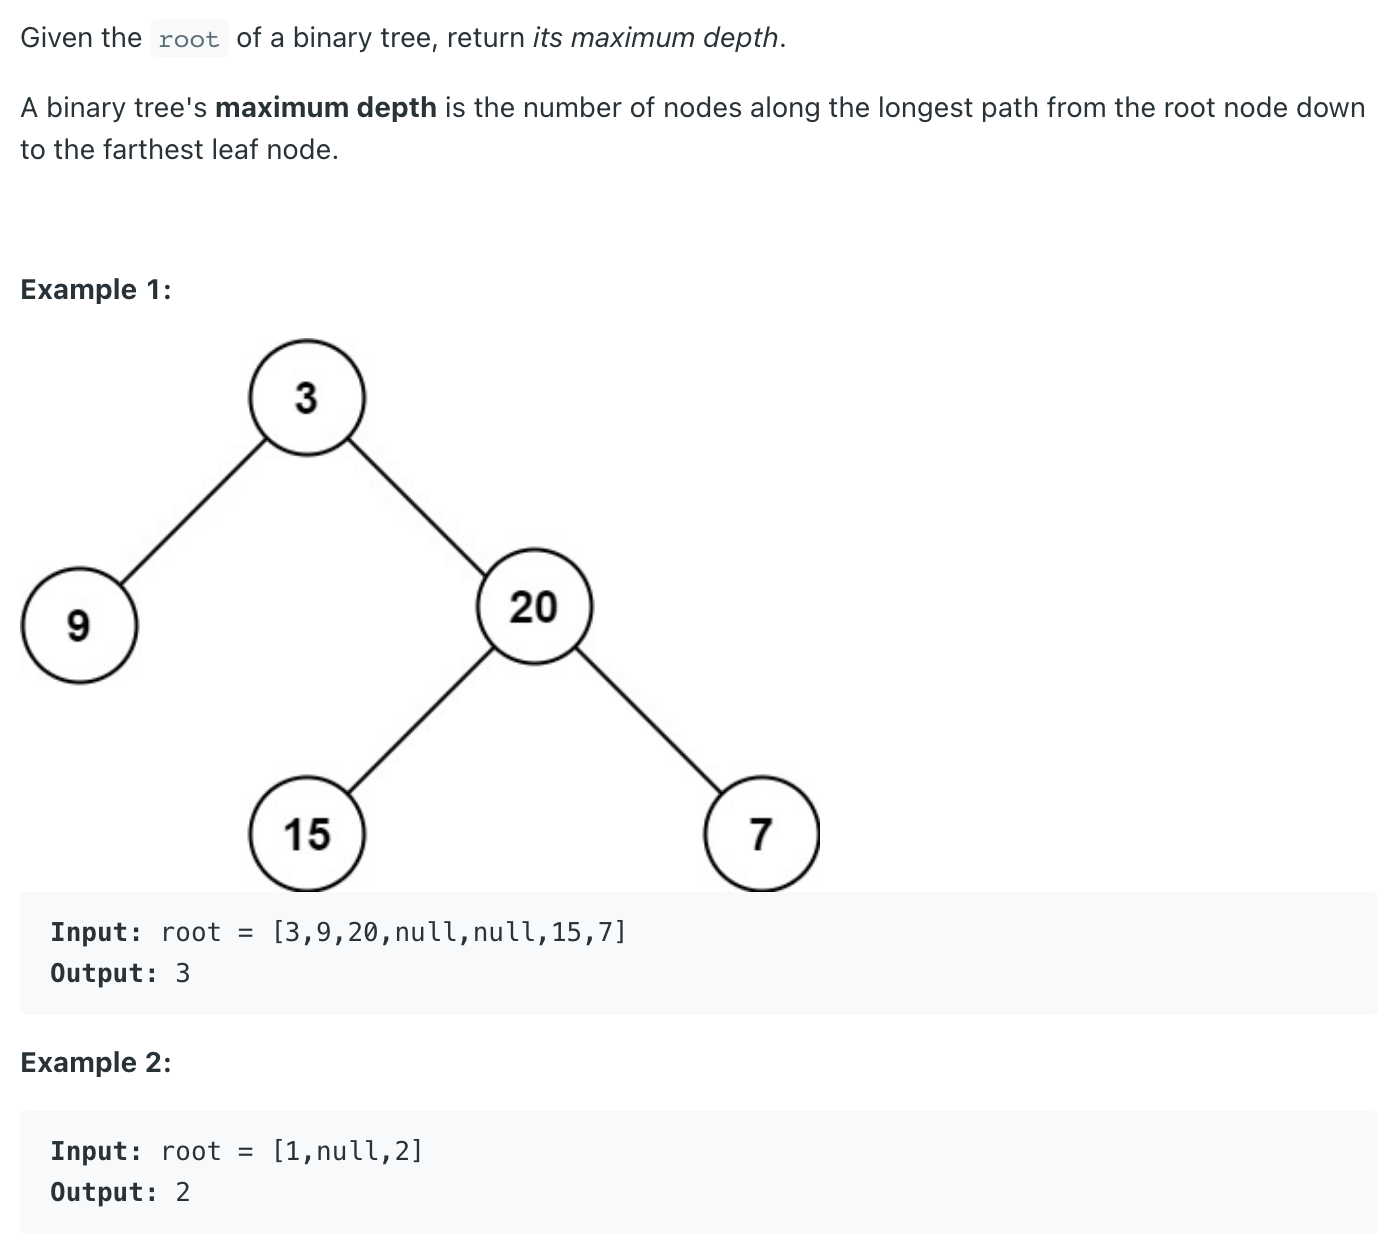 Given the root of a binary tree, return its maximum depth.
A binary tree's maximum depth is the number of nodes along the longest path from the root node down
to the farthest leaf node.
Example 1:
3
9
20
15
7
Input: root = [3,9,20,null,null,15,7]
Output: 3
Example 2:
Input: root = [1,null,2]
Output: 2